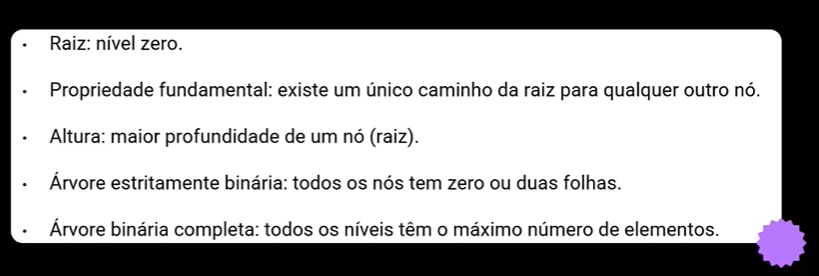 • Raiz: nível zero.
• Propriedade fundamental: existe um único caminho da raiz para qualquer outro nó.
• Altura: maior profundidade de um nó (raiz).
• Árvore estritamente binária: todos os nós tem zero ou duas folhas.
• Árvore binária completa: todos os níveis têm o máximo número de elementos.